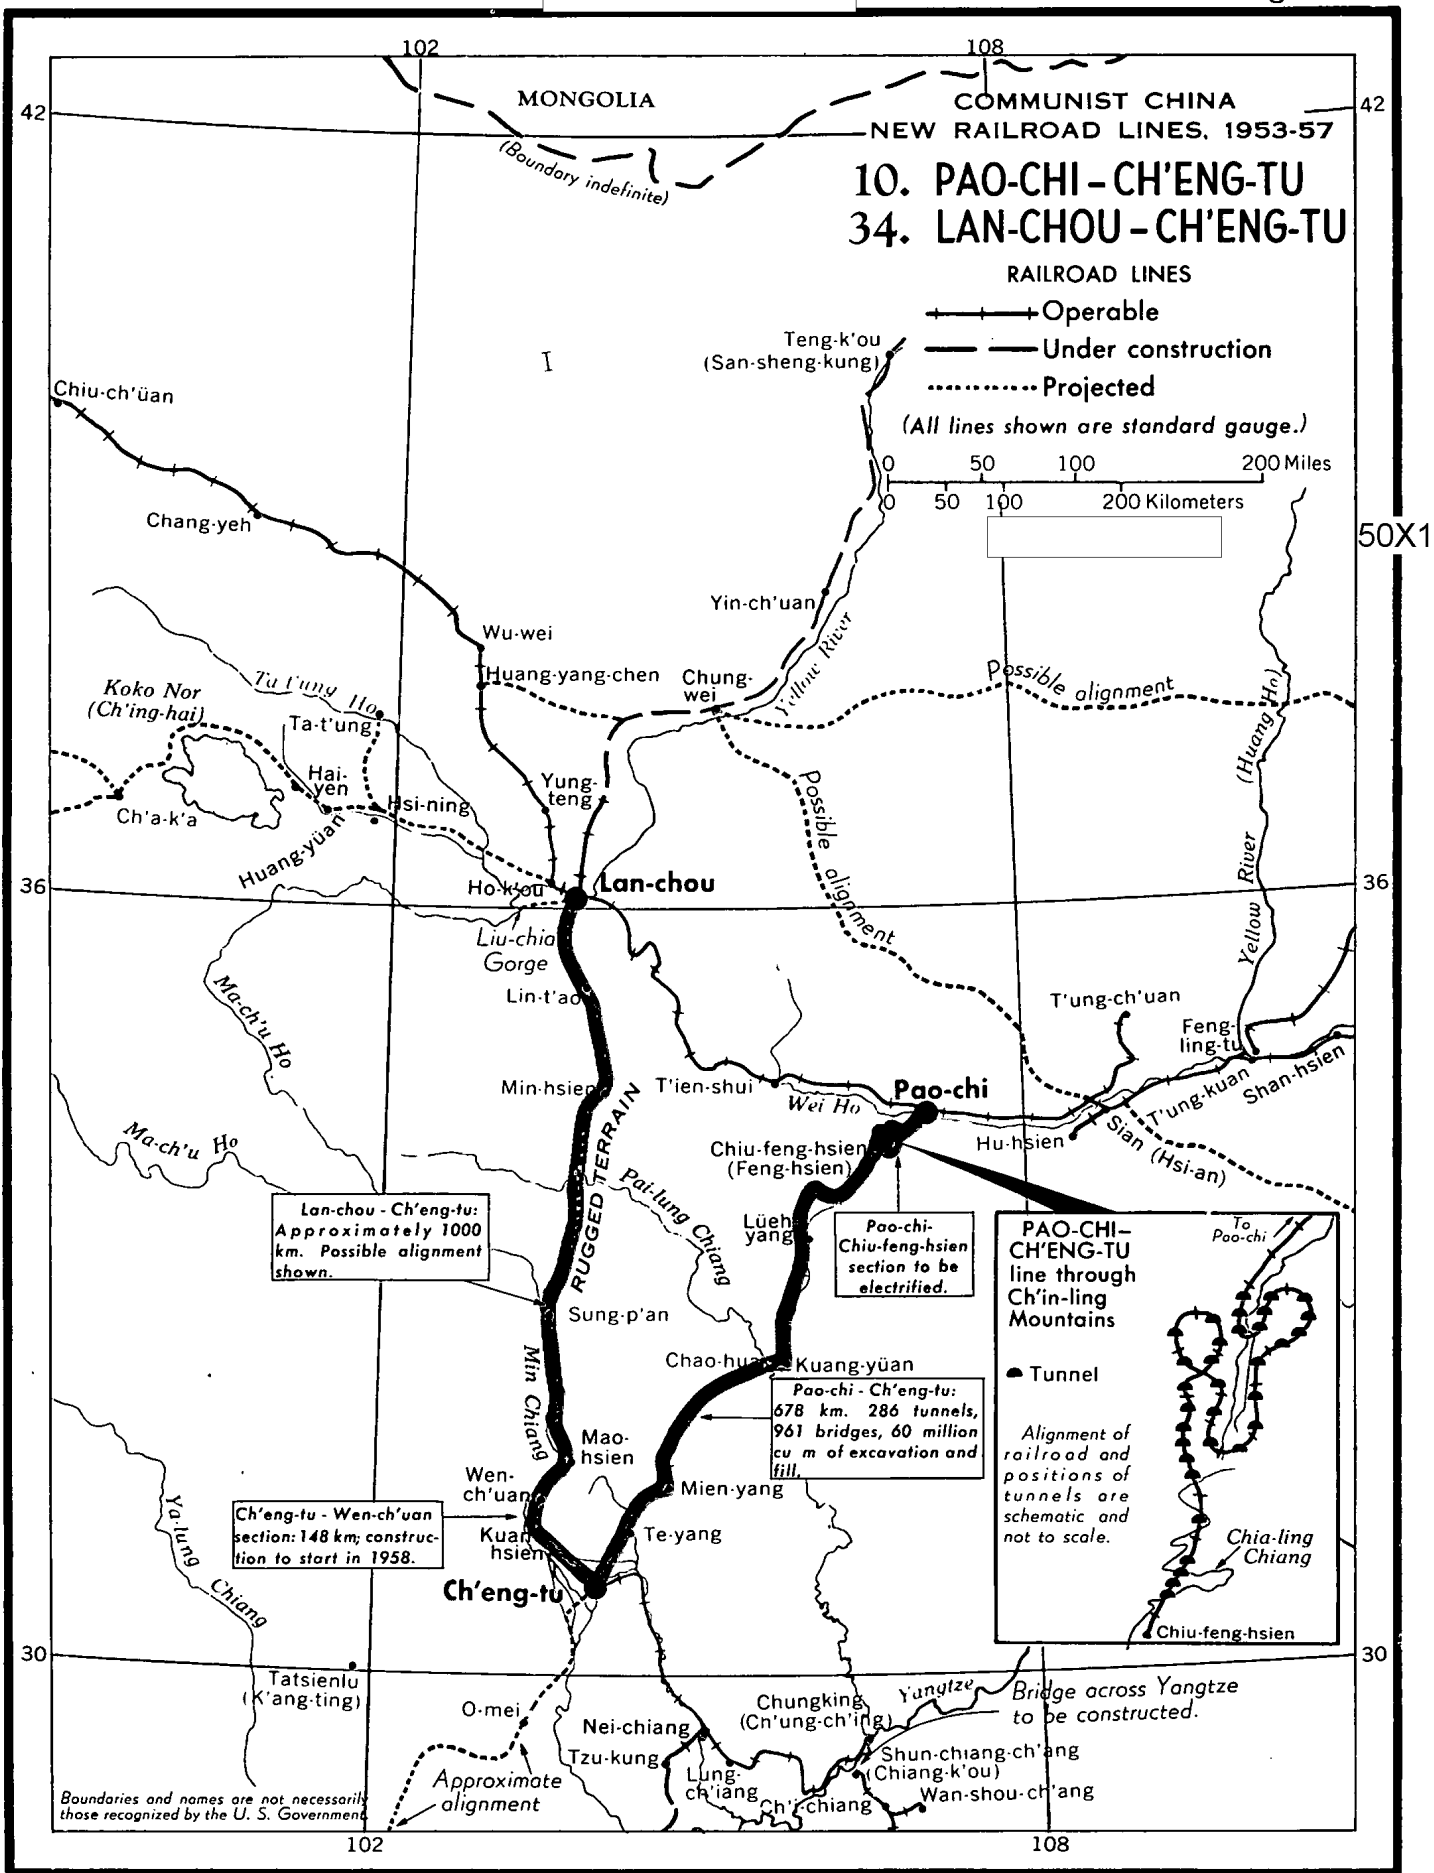 102
108
42
42
MONGOLIA
(Boundary indefinite)
COMMUNIST CHINA
NEW RAILROAD LINES, 1953-57
10. PAO-CHI – CH'ENG-TU
34. LAN-CHOU – CH'ENG-TU
RAILROAD LINES
Operable
Under construction
Projected
(All lines shown are standard gauge.)
0 50 100 200 Miles
0 50 100 200 Kilometers
50X1
Teng-k'ou
(San-sheng-kung)
I
Chiu-ch'üan
Chang-yeh
Yin-ch'uan
Yellow River
Wu-wei
Huang-yang-chen
Chung-
wei
Possible alignment
Koko Nor
(Ch'ing-hai)
Ta t'ung Ho
Ta-t'ung
Hai-
yen
Hsi-ning
Ch'a-k'a
Huang-yüan
Yung-
teng
Possible alignment
Yellow River (Huang Ho)
36
36
Ho-k'ou
Lan-chou
Liu-chia
Gorge
Lin-t'ao
Ma-ch'u Ho
T'ung-ch'uan
Feng-
ling-tu
Min-hsien
T'ien-shui
Wei Ho
Pao-chi
T'ung-kuan
Shan-hsien
Hu-hsien
Sian (Hsi-an)
Ma-ch'u Ho
RUGGED TERRAIN
Pai-lung Chiang
Chiu-feng-hsien
(Feng-hsien)
Lan-chou - Ch'eng-tu:
Approximately 1000
km. Possible alignment
shown.
Lüeh
yang
Pao-chi-
Chiu-feng-hsien
section to be
electrified.
PAO-CHI–
CH'ENG-TU
line through
Ch'in-ling
Mountains
To
Pao-chi
Tunnel
Alignment of
railroad and
positions of
tunnels are
schematic and
not to scale.
Chia-ling
Chiang
Chiu-feng-hsien
Sung-p'an
Min Chiang
Chao-hua
Kuang-yüan
Pao-chi - Ch'eng-tu:
678 km. 286 tunnels,
961 bridges, 60 million
cu m of excavation and
fill.
Mao-
hsien
Wen-
ch'uan
Mien-yang
Ch'eng-tu - Wen-ch'uan
section: 148 km; construc-
tion to start in 1958.
Kuan
hsien
Te-yang
Ya-lung Chiang
Ch'eng-tu
30
30
Tatsienlu
(K'ang-ting)
O-mei
Nei-chiang
Tzu-kung
Chungking
(Ch'ung-ch'ing)
Yangtze
Bridge across Yangtze
to be constructed.
Lung-
ch'iang
Shun-chiang-ch'ang
(Chiang-k'ou)
Ch'i-chiang
Wan-shou-ch'ang
Approximate
alignment
Boundaries and names are not necessarily
those recognized by the U. S. Government
102
108